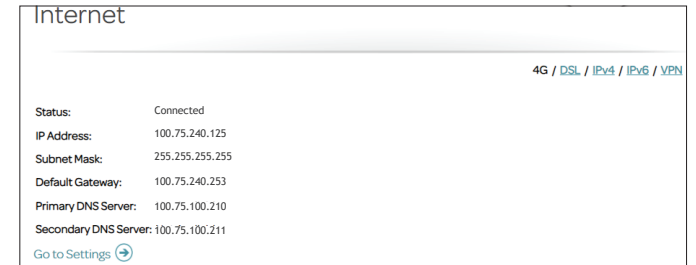 Internet
4G / DSL / IPv4 / IPv6 / VPN
Status: Connected
IP Address: 100.75.240.125
Subnet Mask: 255.255.255.255
Default Gateway: 100.75.240.253
Primary DNS Server: 100.75.100.210
Secondary DNS Server: 100.75.100.211
Go to Settings